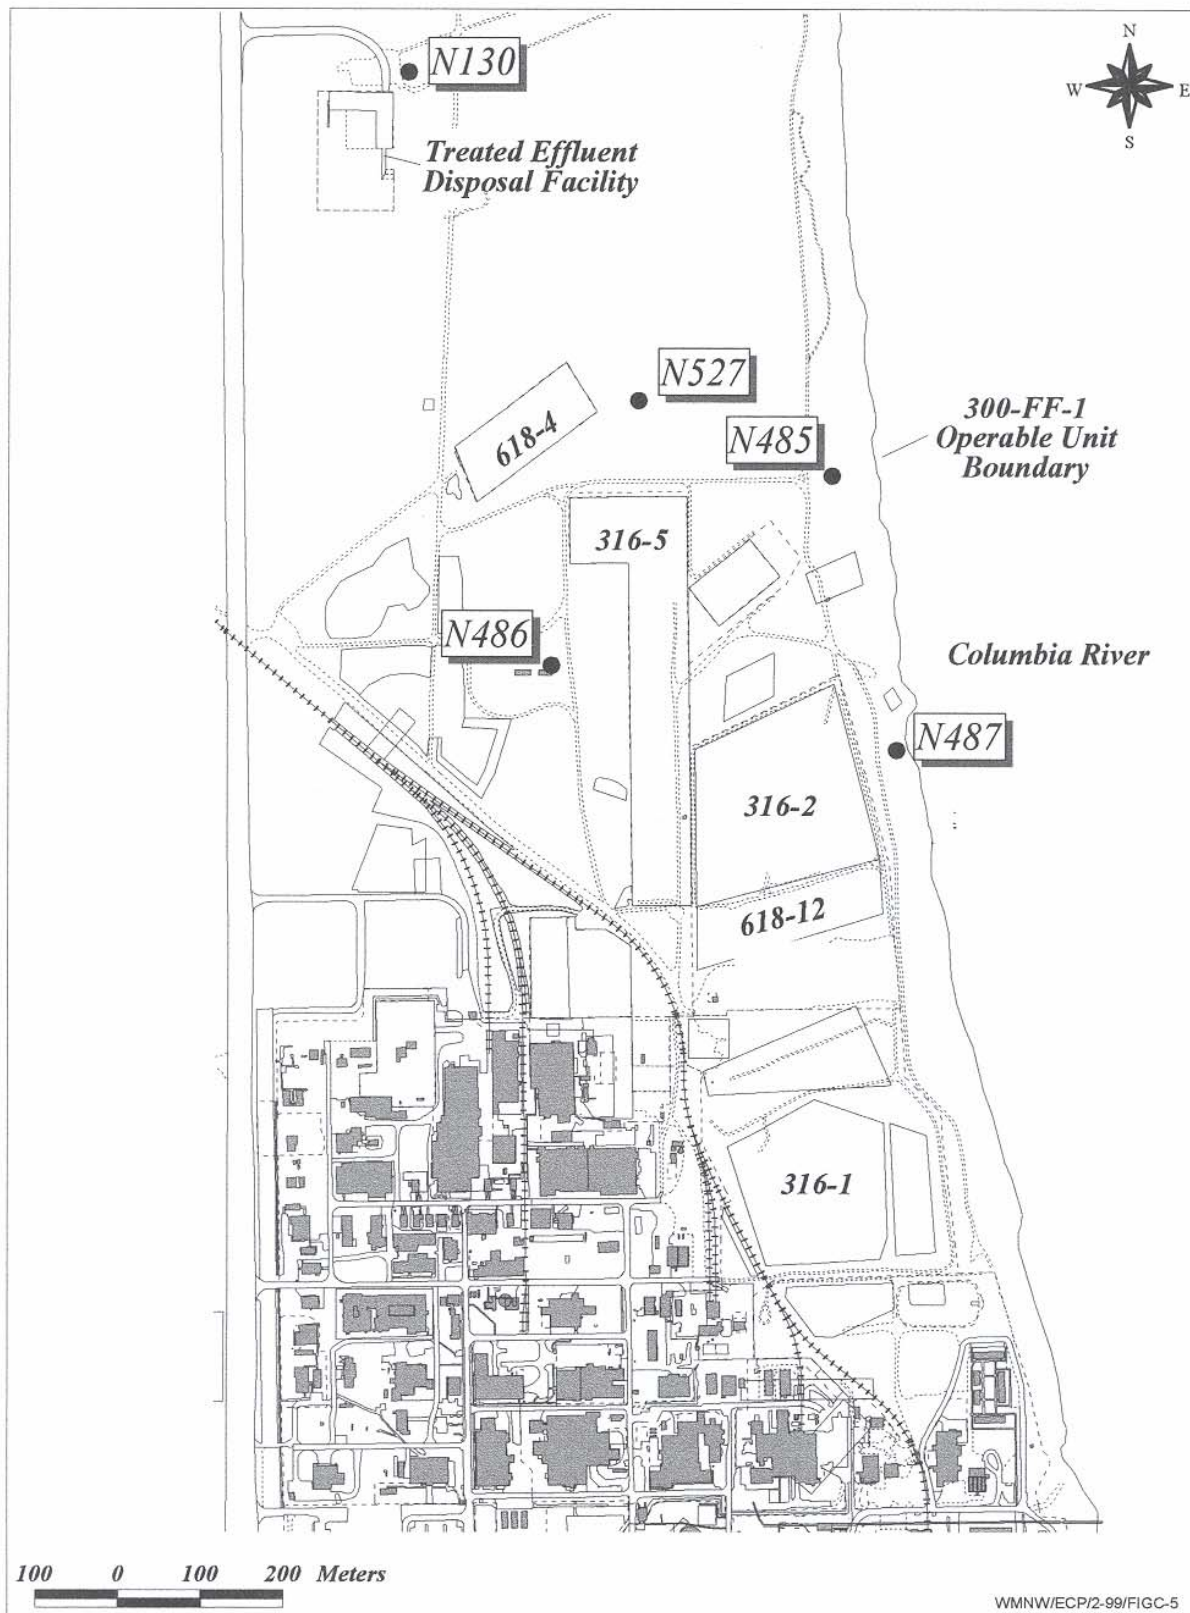 N
W E
S
N130
Treated Effluent
Disposal Facility
N527
618-4
N485
300-FF-1
Operable Unit
Boundary
316-5
N486
Columbia River
N487
316-2
618-12
316-1
100 0 100 200 Meters
WMNW/ECP/2-99/FIGC-5